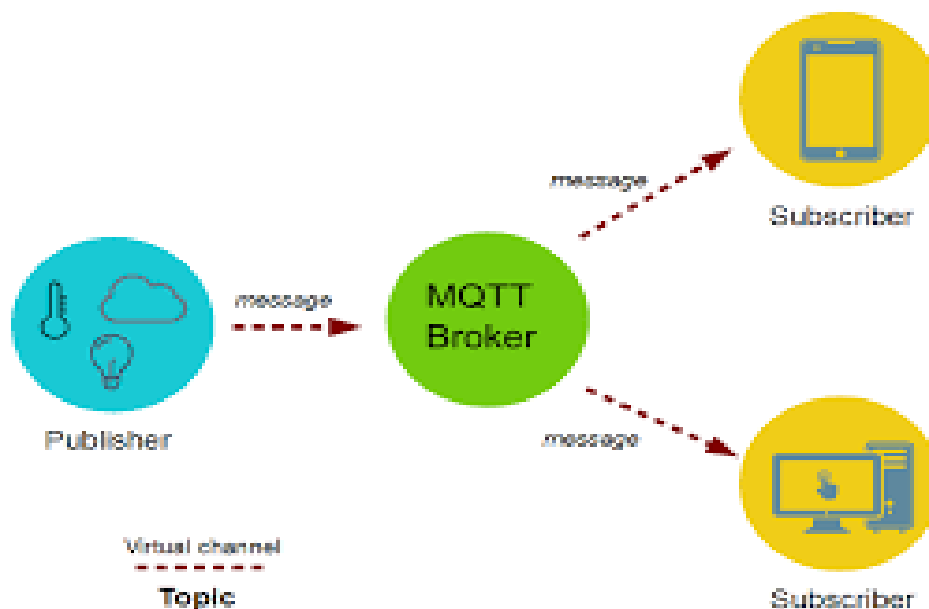 message
Subscriber
message
MQTT
Broker
Publisher
message
Virtual channel
Topic
Subscriber